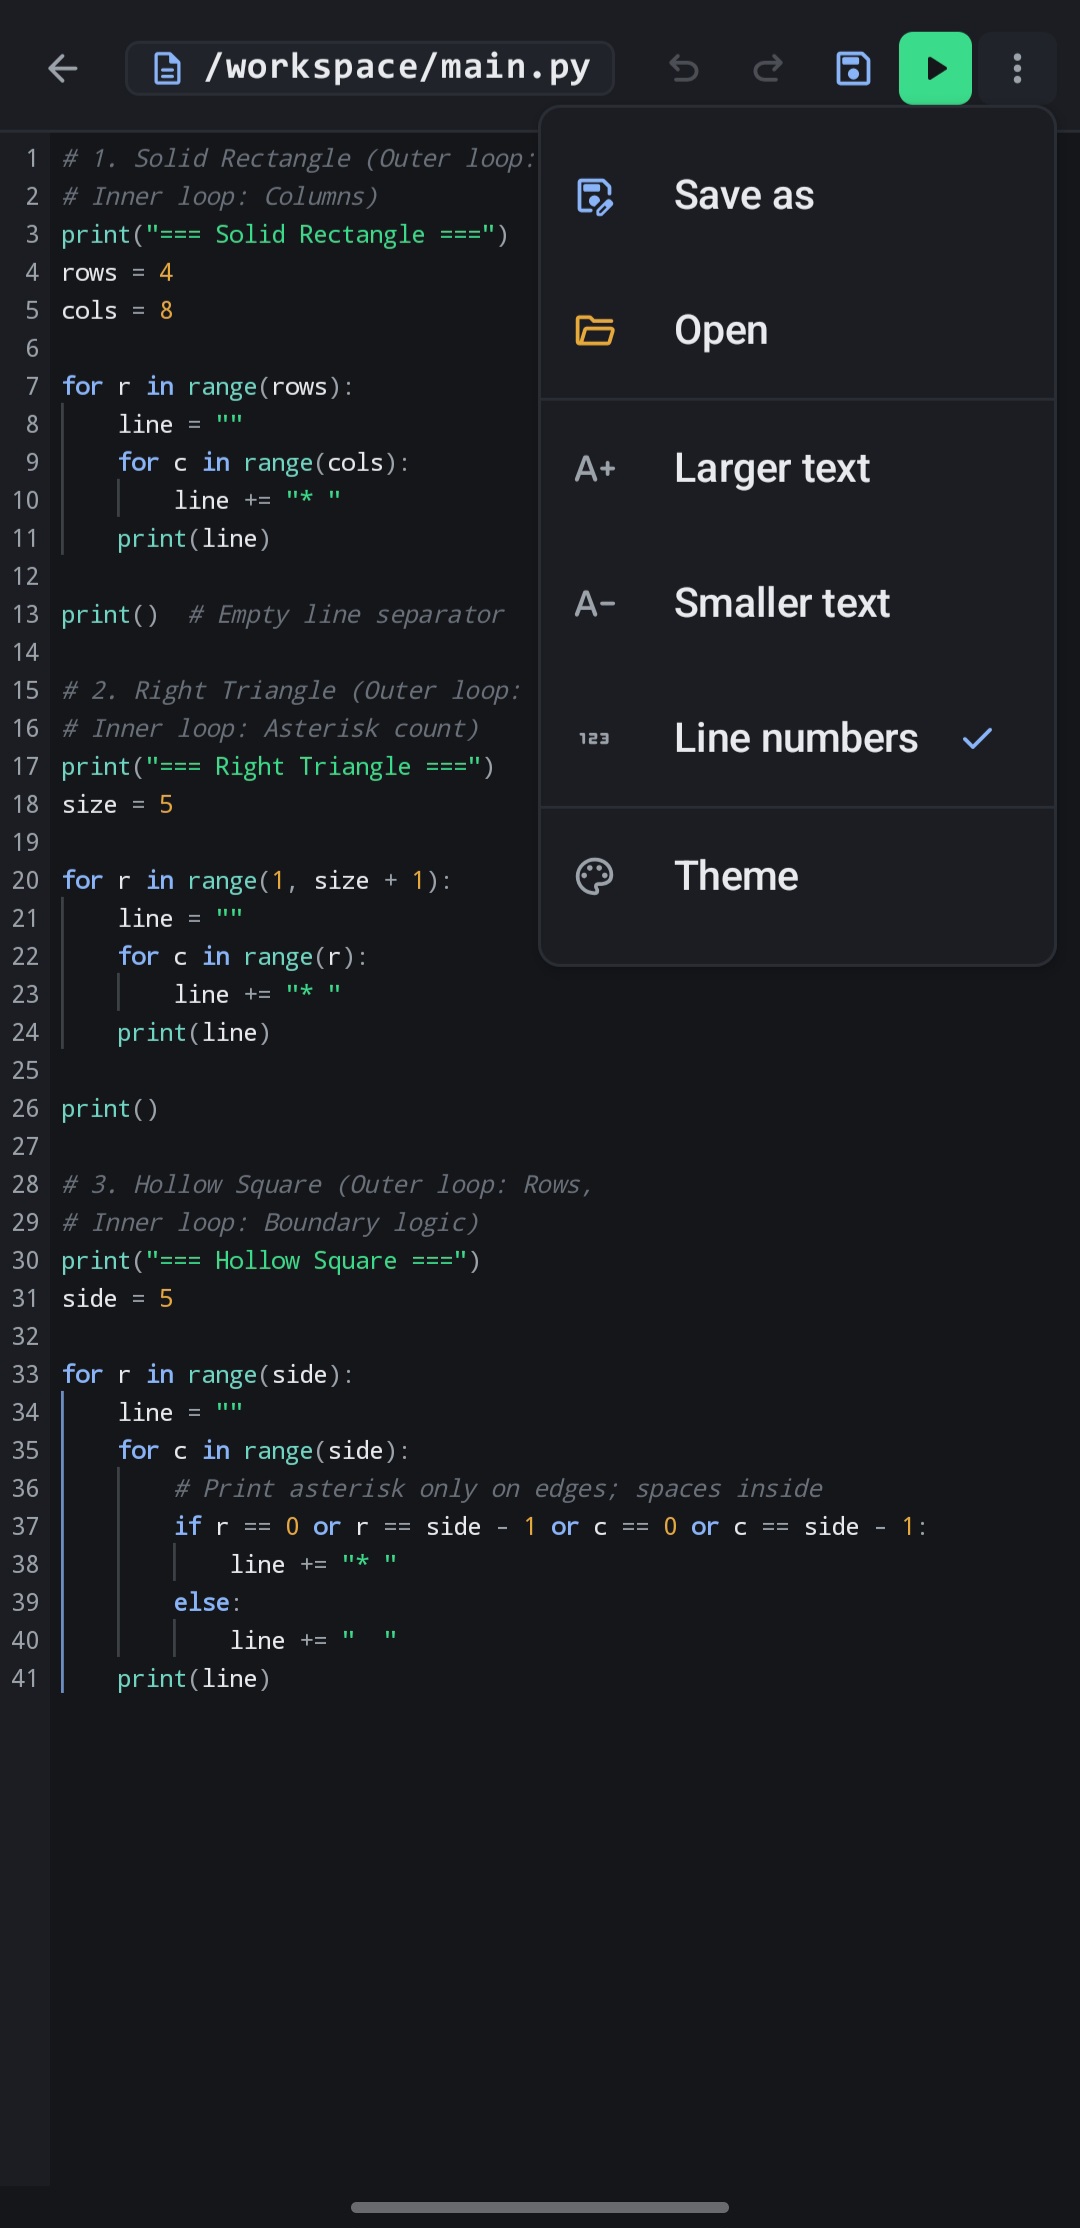 /workspace/main.py
Save as
Open
A+ Larger text
A- Smaller text
123 Line numbers
Theme
1 # 1. Solid Rectangle (Outer loop:
2 # Inner loop: Columns)
3 print("=== Solid Rectangle ===")
4 rows = 4
5 cols = 8
6
7 for r in range(rows):
8     line = ""
9     for c in range(cols):
10         line += "* "
11     print(line)
12
13 print()  # Empty line separator
14
15 # 2. Right Triangle (Outer loop:
16 # Inner loop: Asterisk count)
17 print("=== Right Triangle ===")
18 size = 5
19
20 for r in range(1, size + 1):
21     line = ""
22     for c in range(r):
23         line += "* "
24     print(line)
25
26 print()
27
28 # 3. Hollow Square (Outer loop: Rows,
29 # Inner loop: Boundary logic)
30 print("=== Hollow Square ===")
31 side = 5
32
33 for r in range(side):
34     line = ""
35     for c in range(side):
36         # Print asterisk only on edges; spaces inside
37         if r == 0 or r == side - 1 or c == 0 or c == side - 1:
38             line += "* "
39         else:
40             line += "  "
41     print(line)